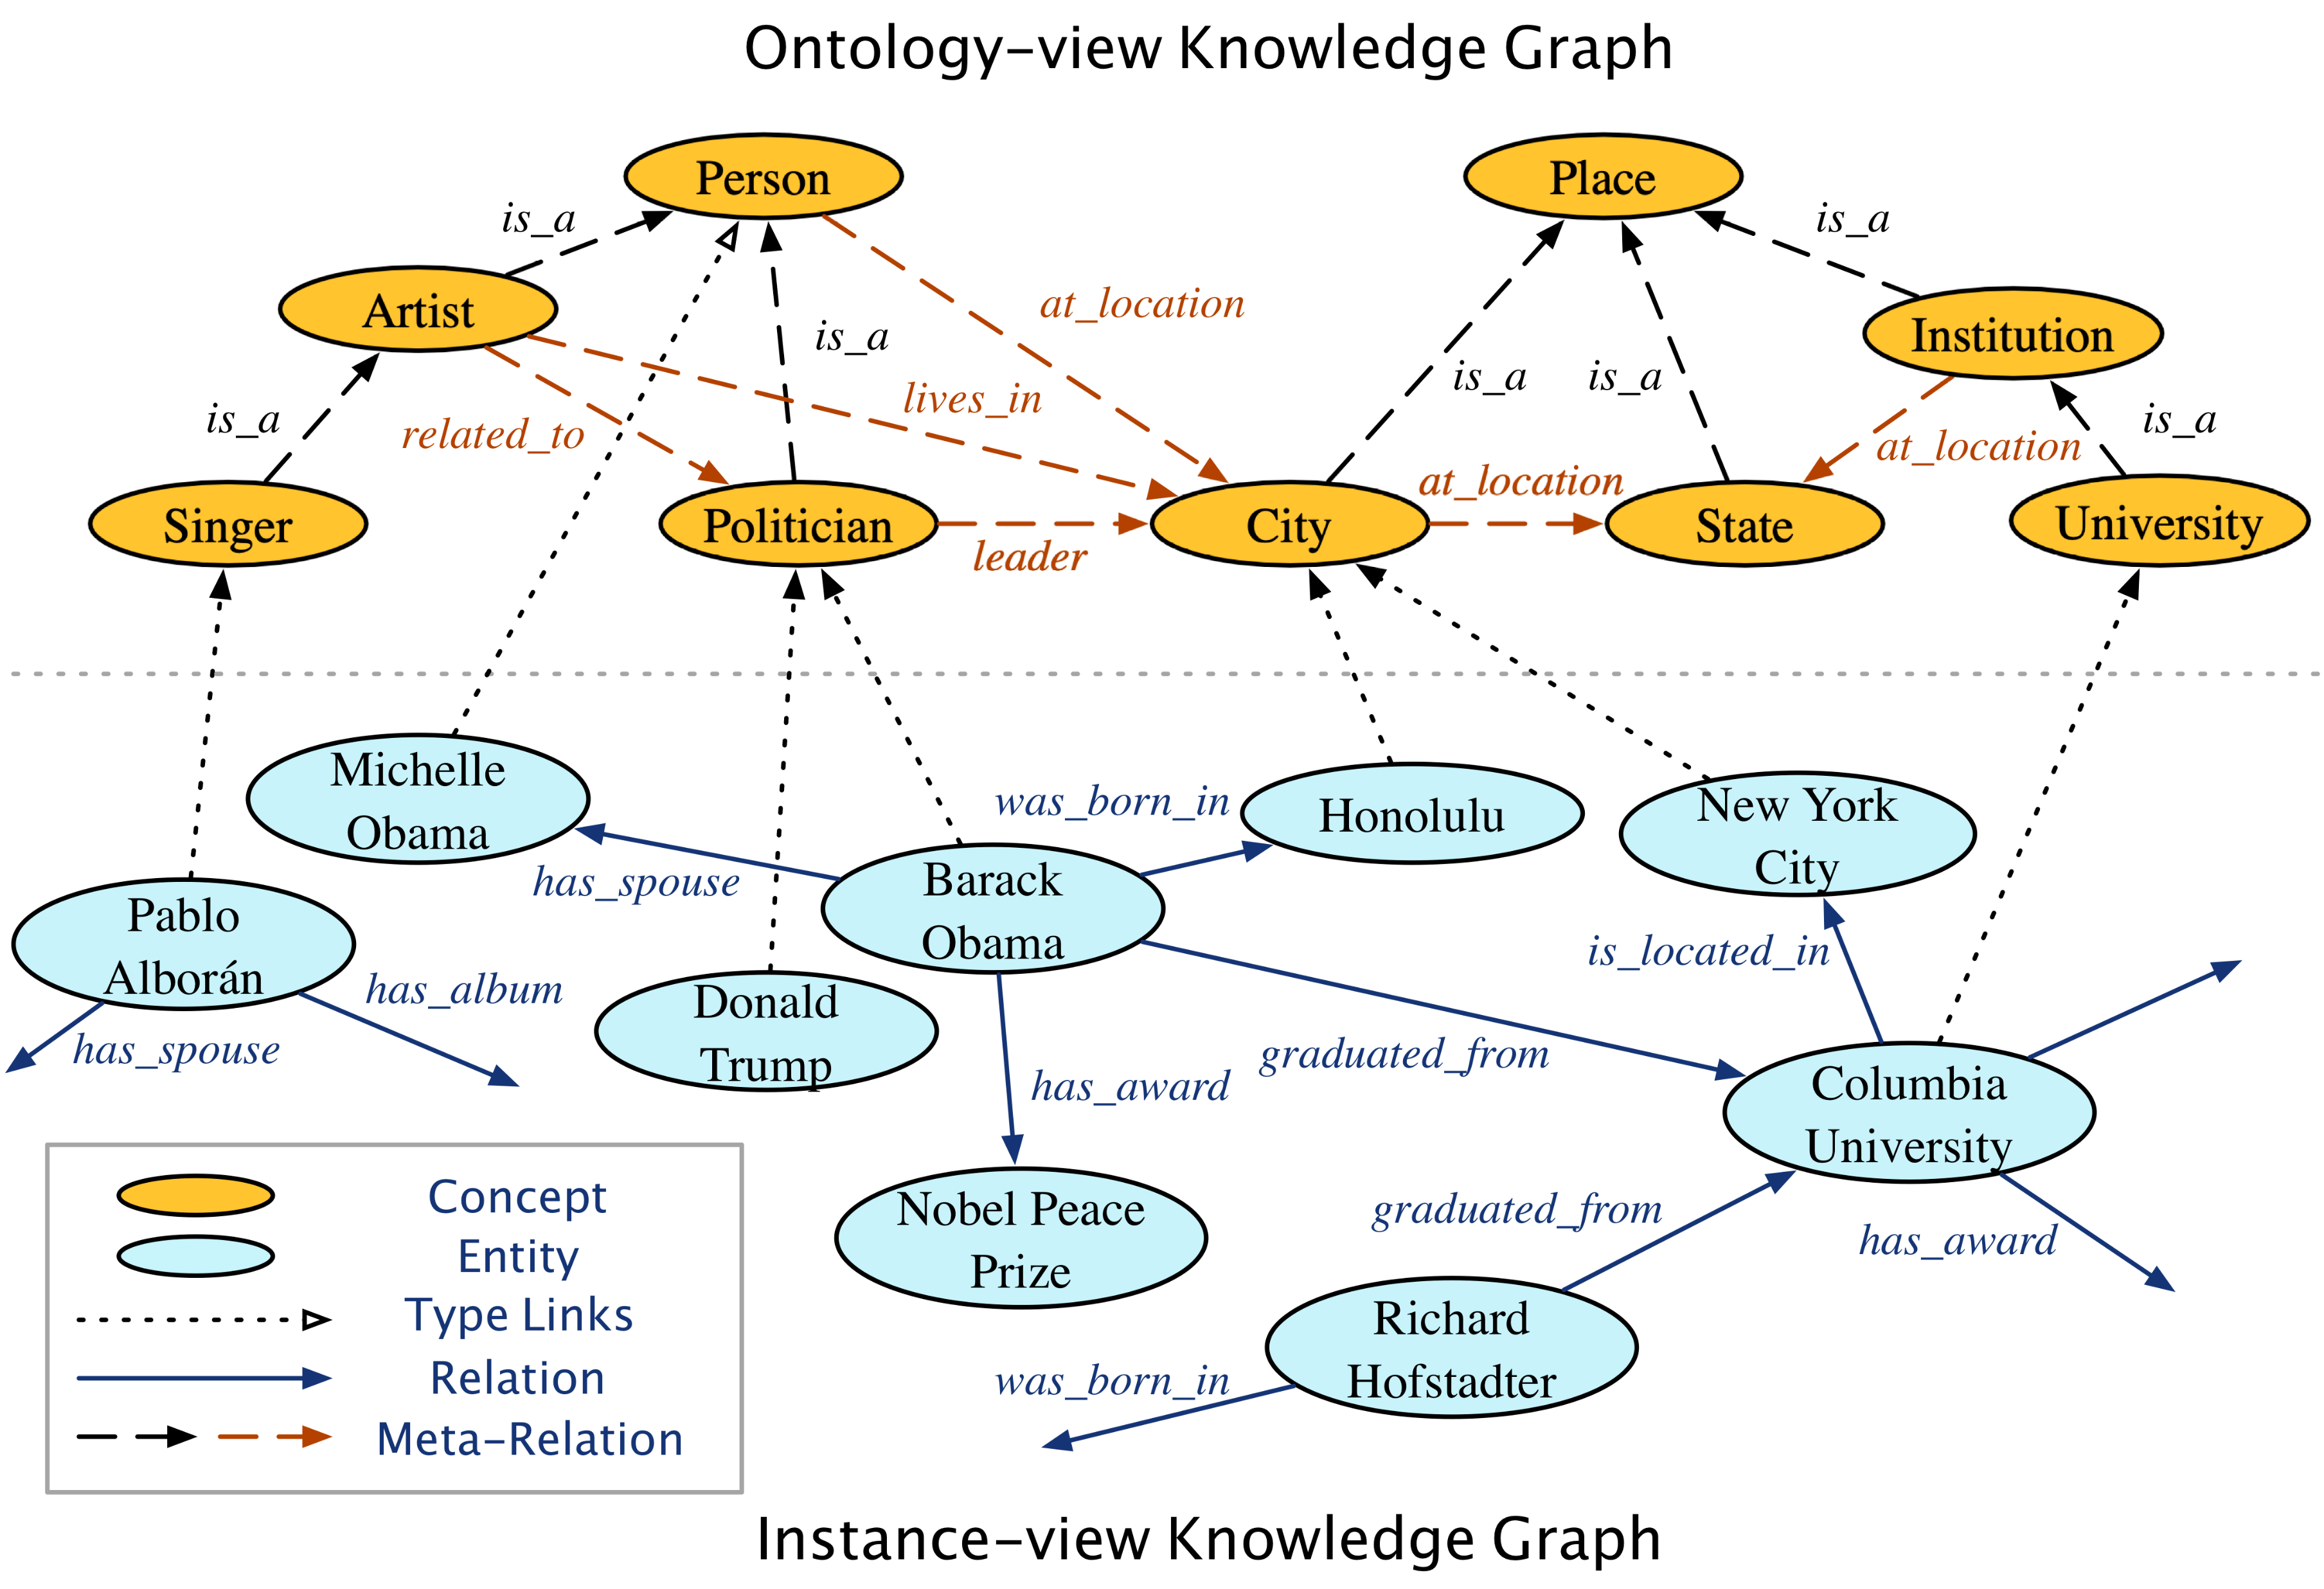 Ontology-view Knowledge Graph
Person
Place
is_a
is_a
Artist
at_location
Institution
is_a
is_a
is_a
lives_in
is_a
related_to
is_a
at_location
at_location
Singer
Politician
City
State
University
leader
Michelle
Obama
was_born_in
Honolulu
New York
City
has_spouse
Barack
Obama
Pablo
Alborán
is_located_in
has_album
Donald
Trump
has_spouse
graduated_from
has_award
Columbia
University
Nobel Peace
Prize
graduated_from
has_award
Richard
Hofstadter
was_born_in
Concept
Entity
Type Links
Relation
Meta-Relation
Instance-view Knowledge Graph